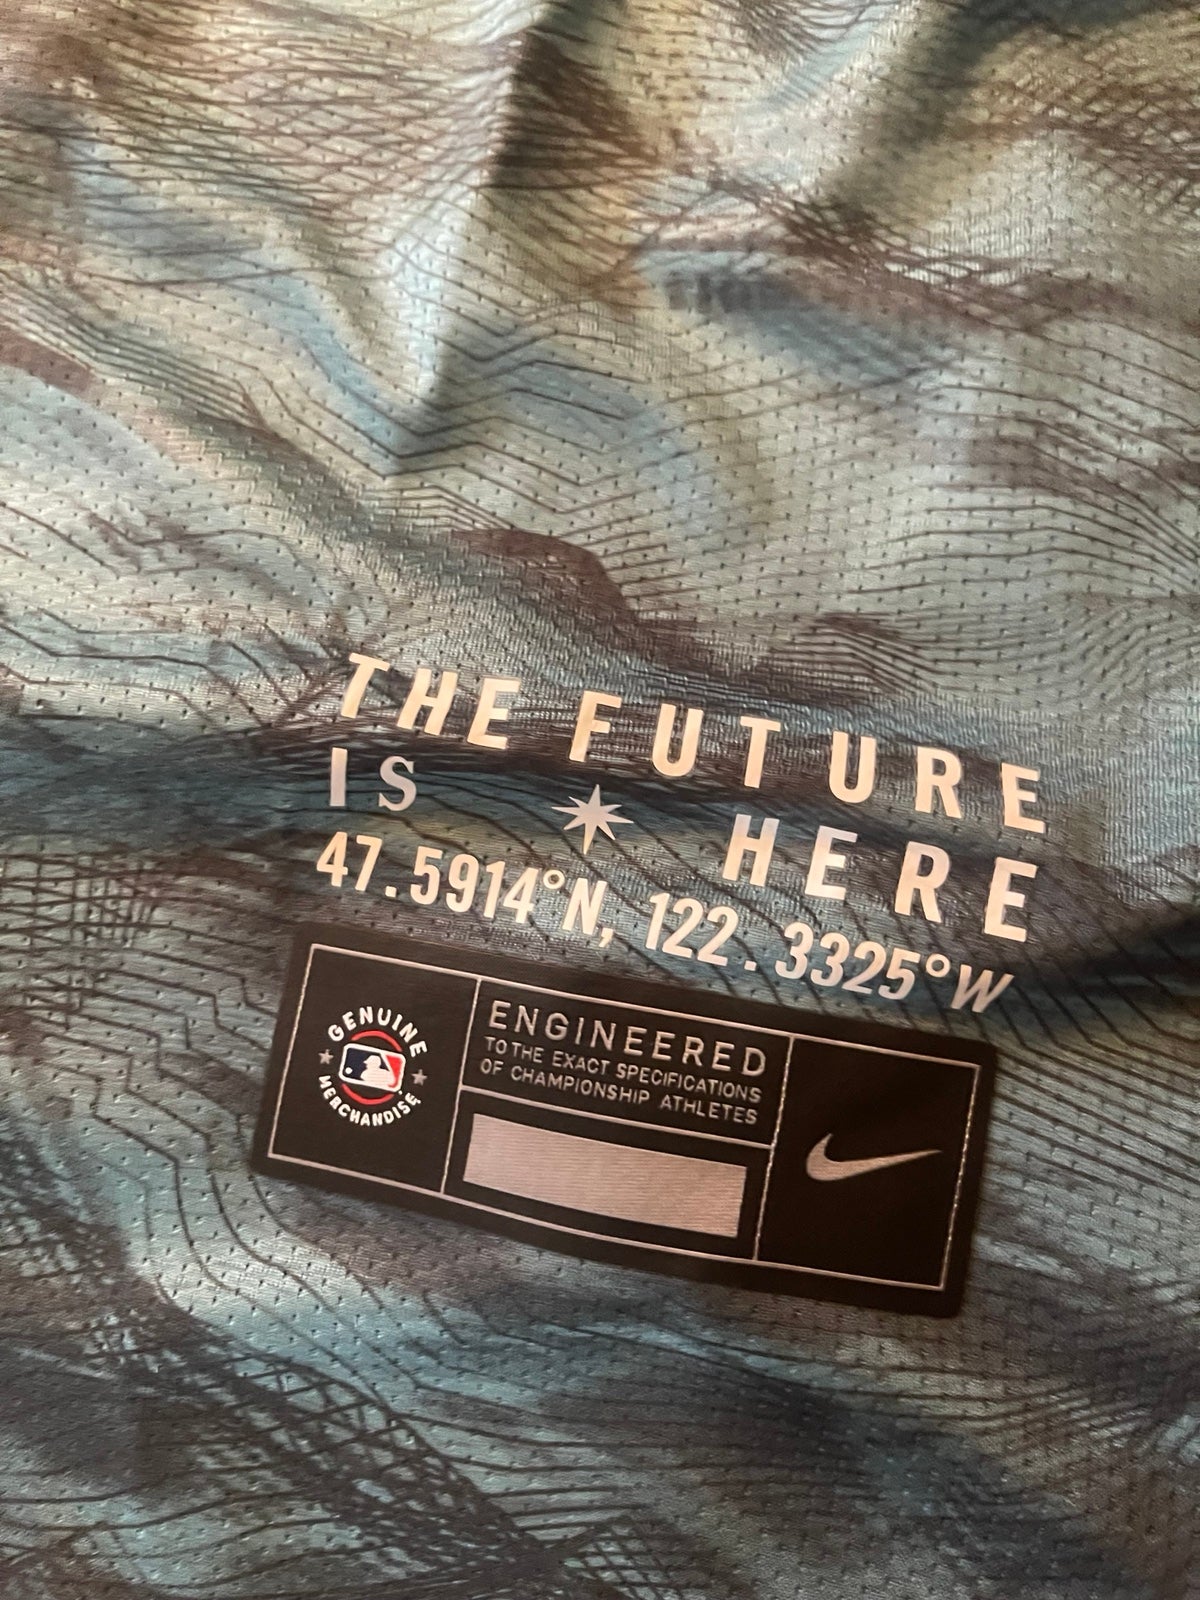 THE FUTURE
IS HERE
47.5914°N, 122.3325°W
GENUINE
MERCHANDISE
ENGINEERED
TO THE EXACT SPECIFICATIONS
OF CHAMPIONSHIP ATHLETES